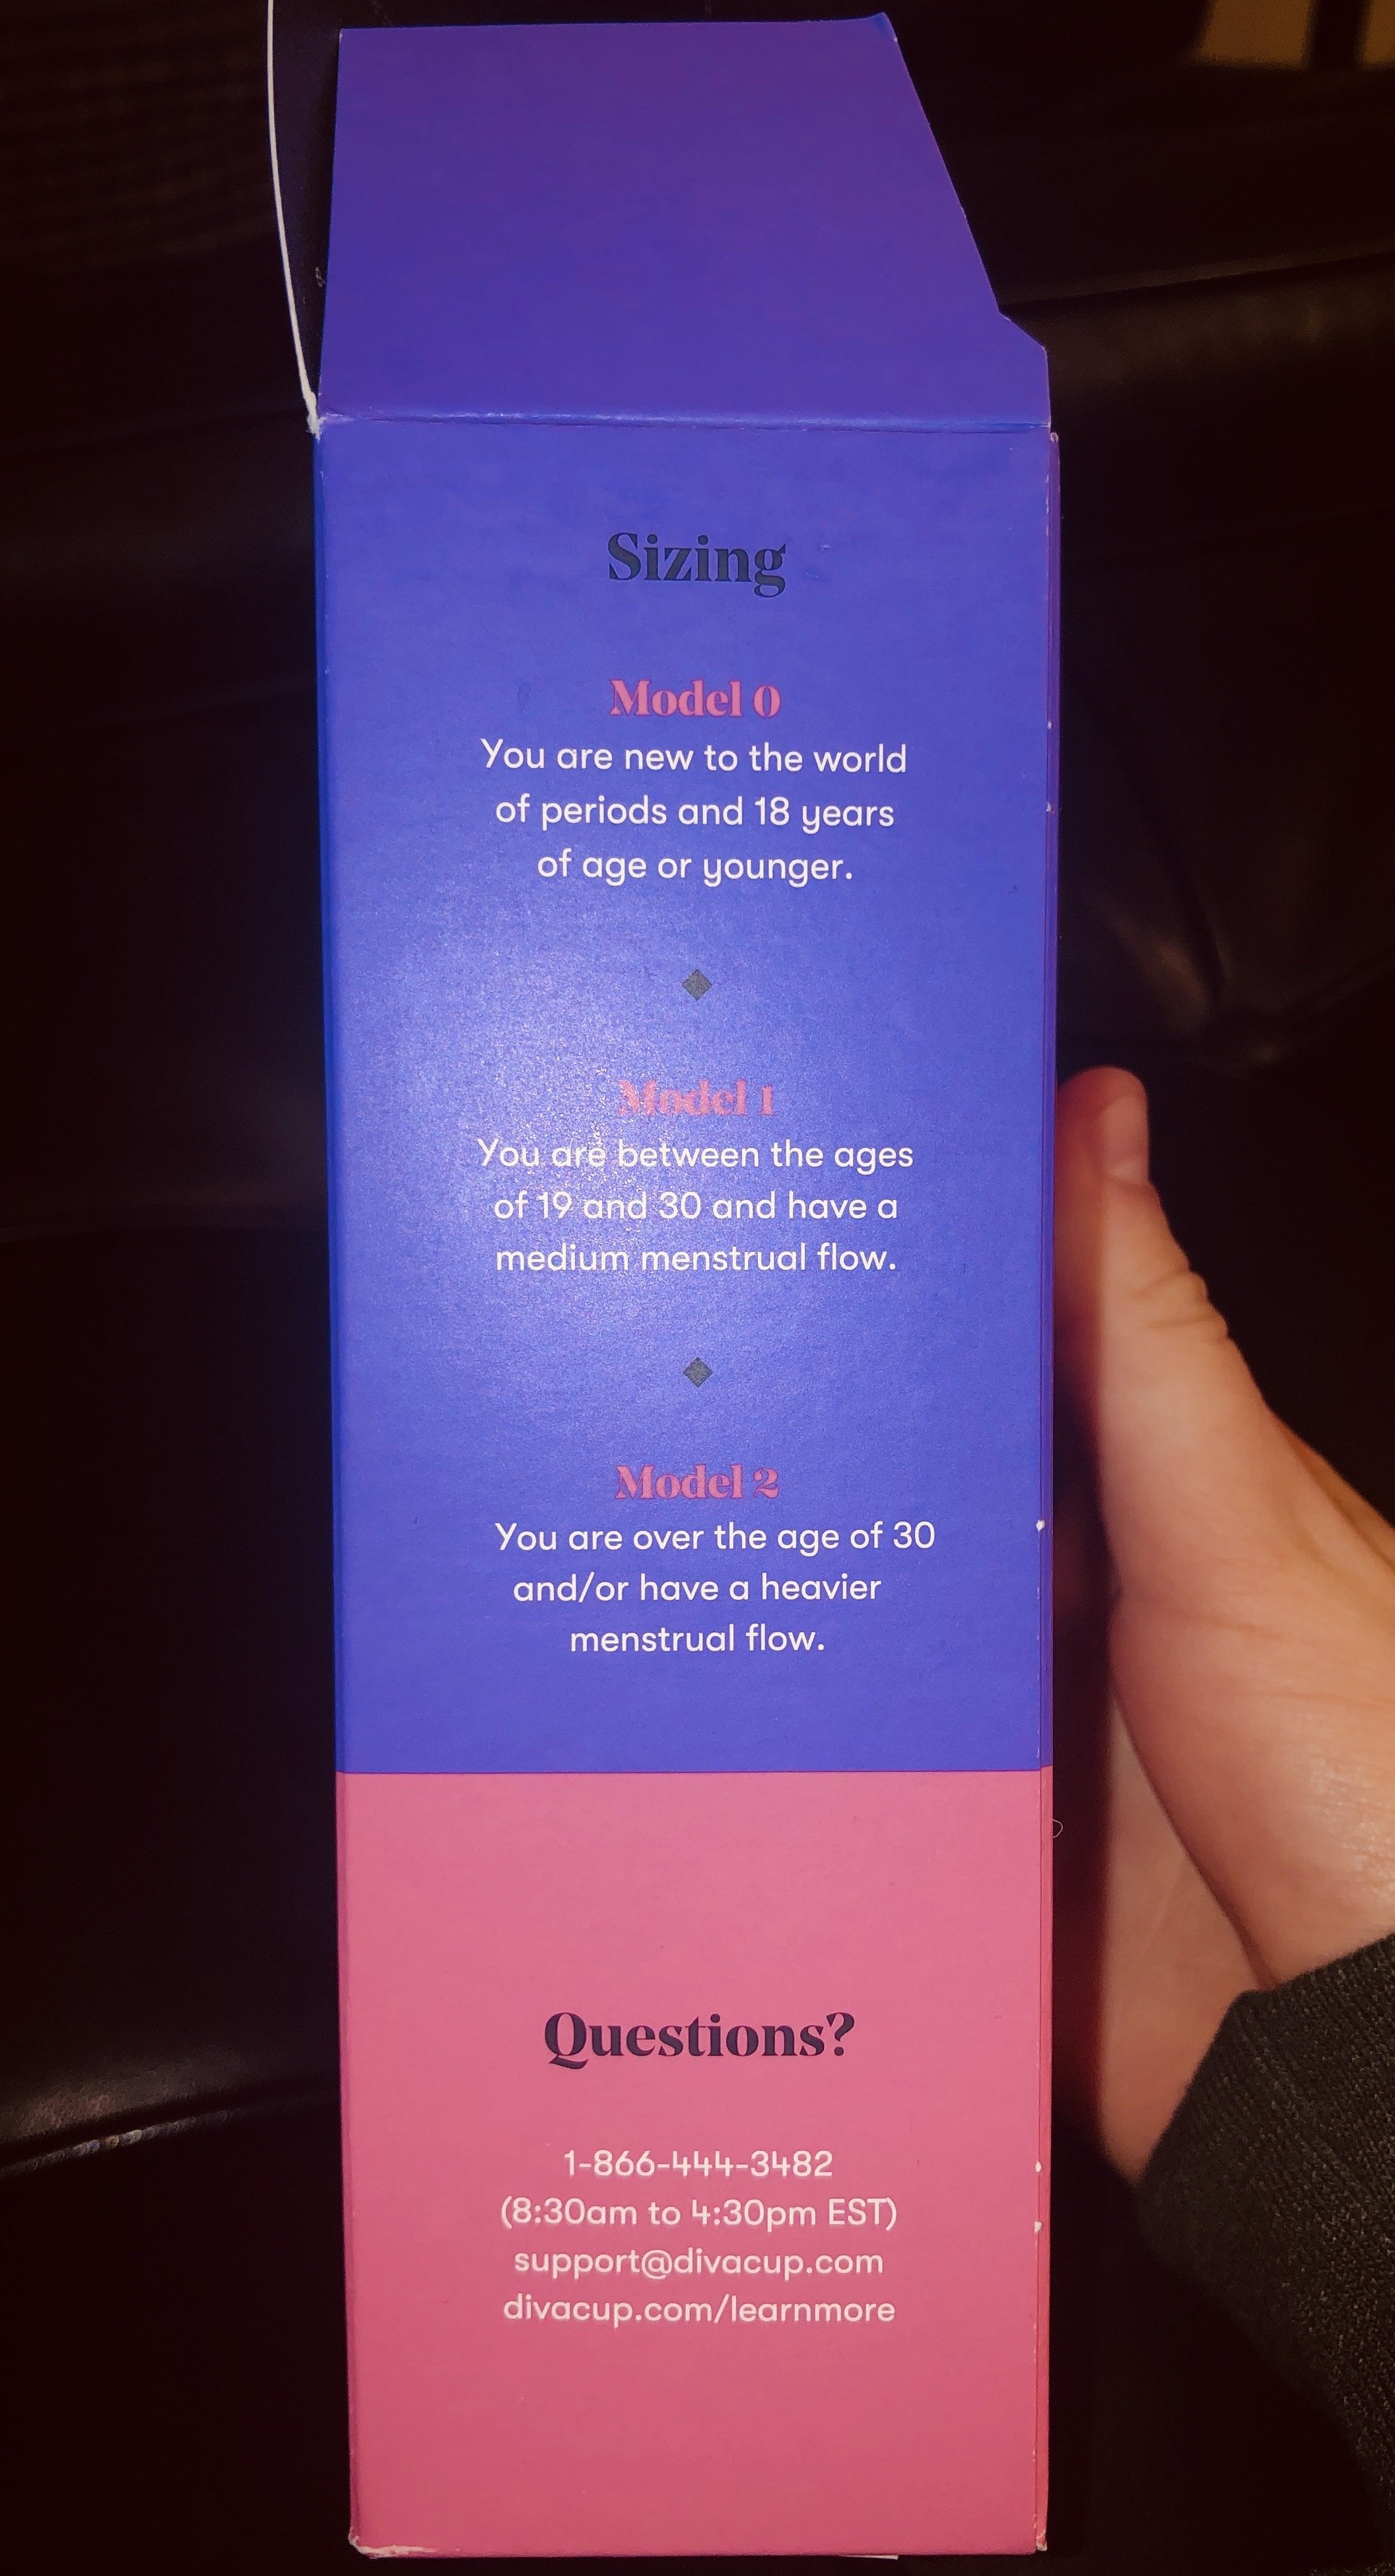 Sizing
Model 0
You are new to the world
of periods and 18 years
of age or younger.
Model 1
You are between the ages
of 19 and 30 and have a
medium menstrual flow.
Model 2
You are over the age of 30
and/or have a heavier
menstrual flow.
Questions?
1-866-444-3482
(8:30am to 4:30pm EST)
support@divacup.com
divacup.com/learnmore